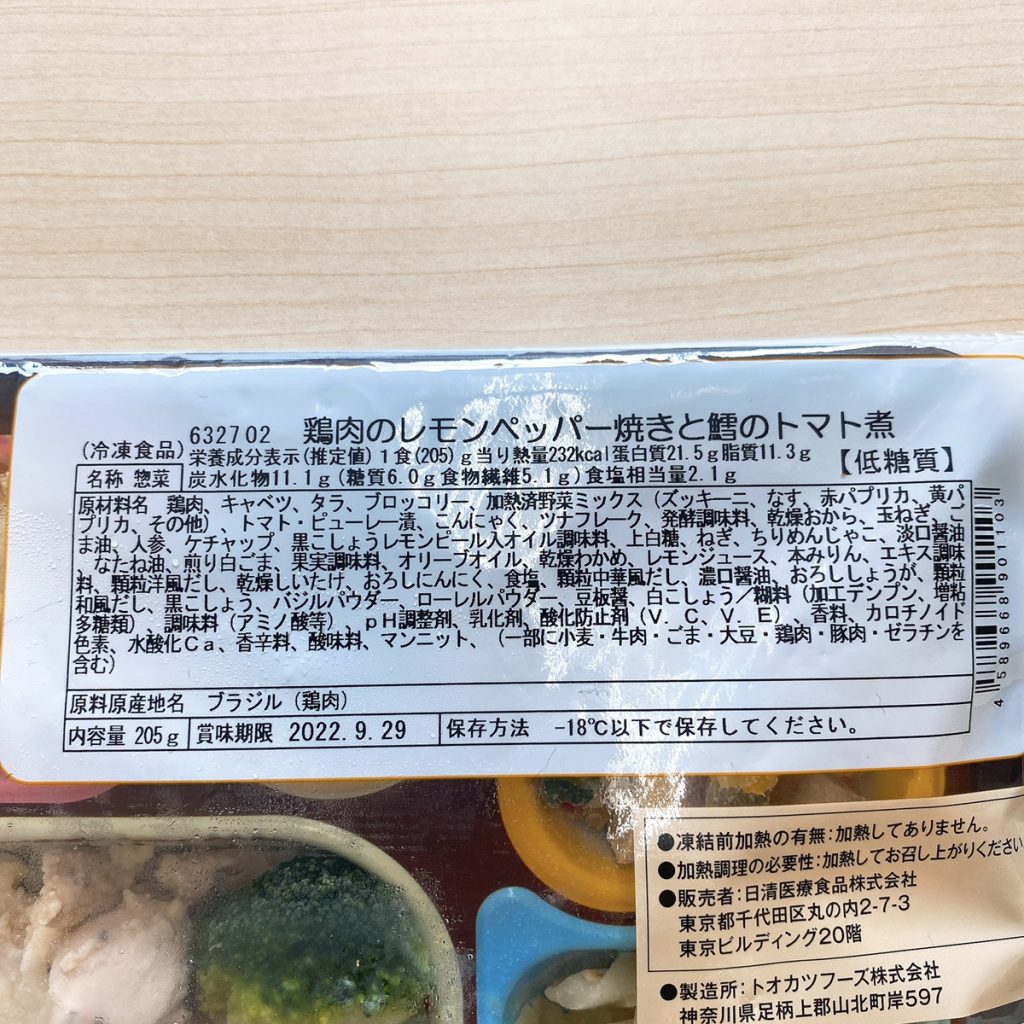 (冷凍食品) 632702 鶏肉のレモンペッパー焼きと鱈のトマト煮
栄養成分表示(推定値)1食(205)g当り熱量232kcal蛋白質21.5g脂質11.3g
名称 惣菜 炭水化物11.1g(糖質6.0g食物繊維5.1g)食塩相当量2.1g 【低糖質】
原材料名 鶏肉、キャベツ、タラ、ブロッコリー、加熱済野菜ミックス(ズッキーニ、なす、赤パプリカ、黄パ
プリカ、その他)、トマト・ピューレー漬、こんにゃく、ツナフレーク、発酵調味料、乾燥おから、玉ねぎ、ご
ま油、人参、ケチャップ、黒こしょうレモンピール入オイル調味料、上白糖、ねぎ、ちりめんじゃこ、淡口醤油
、なたね油、煎り白ごま、果実調味料、オリーブオイル、乾燥わかめ、レモンジュース、本みりん、エキス調味
料、顆粒洋風だし、乾燥しいたけ、おろしにんにく、食塩、顆粒中華風だし、濃口醤油、おろししょうが、顆粒
和風だし、黒こしょう、バジルパウダー、ローレルパウダー、豆板醤、白こしょう/糊料(加工デンプン、増粘
多糖類)、調味料(アミノ酸等)、pH調整剤、乳化剤、酸化防止剤(V.C、V.E)、香料、カロチノイド
色素、水酸化Ca、香辛料、酸味料、マンニット、(一部に小麦・牛肉・ごま・大豆・鶏肉・豚肉・ゼラチンを
含む)
原料原産地名 ブラジル(鶏肉)
内容量 205g 賞味期限 2022.9.29 保存方法 -18℃以下で保存してください。
4589668901103
●凍結前加熱の有無:加熱してありません。
●加熱調理の必要性:加熱してお召し上がりください
●販売者:日清医療食品株式会社
東京都千代田区丸の内2-7-3
東京ビルディング20階
●製造所:トオカツフーズ株式会社
神奈川県足柄上郡山北町岸597